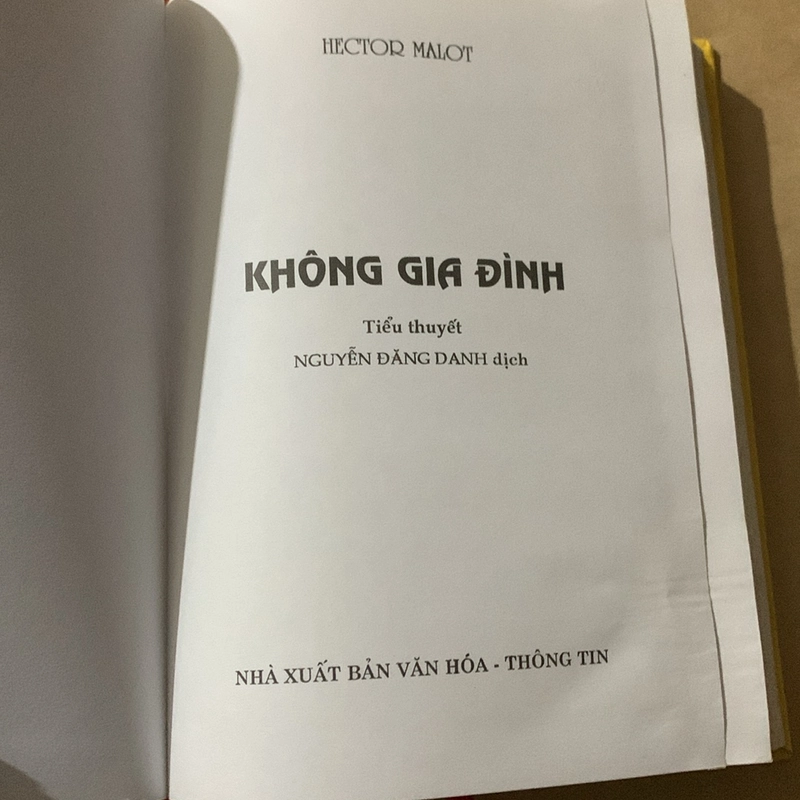 HECTOR MALOT
KHÔNG GIA ĐÌNH
Tiểu thuyết
NGUYỄN ĐĂNG DANH dịch
NHÀ XUẤT BẢN VĂN HÓA - THÔNG TIN